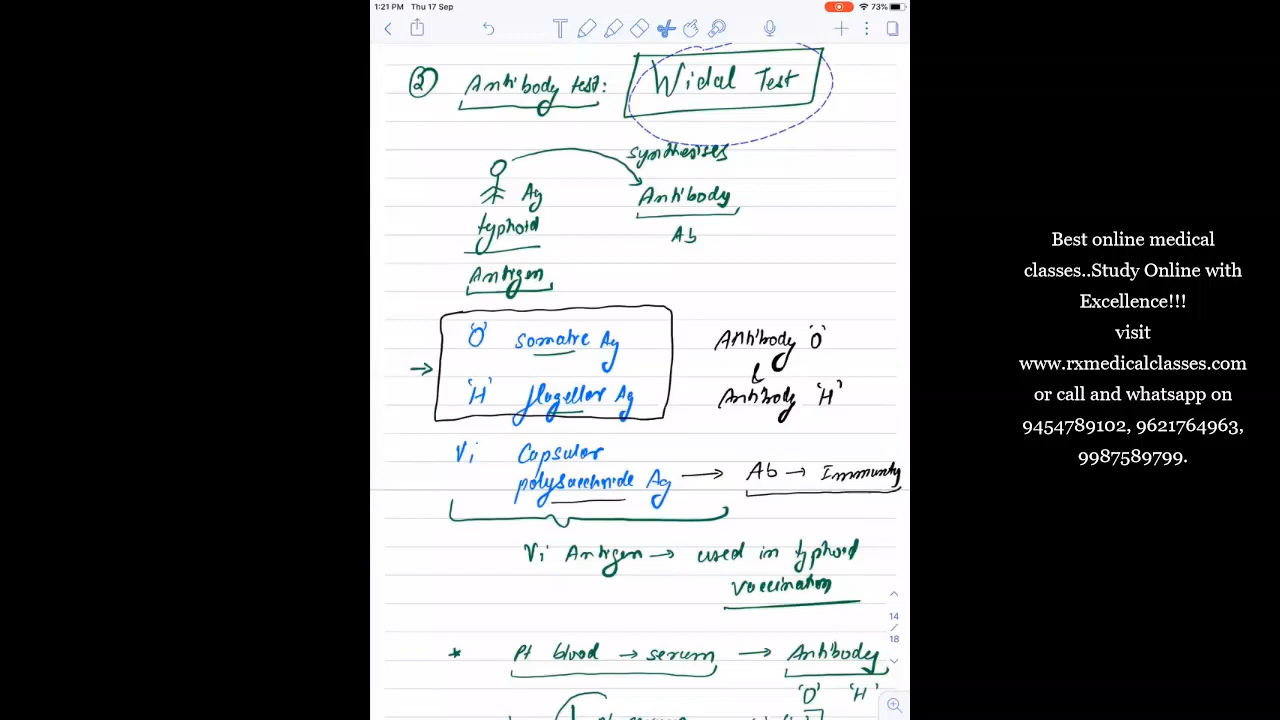 1:21 PM Thu 17 Sep
73%
② Antibody test: Widal Test
synthesises
Ag Antibody
typhoid Ab
Antigen
'O' somatic Ag Antibody 'O'
&
'H' flagellar Ag Antibody 'H'
Vi Capsular
polysaccharide Ag → Ab → Immunity
Vi Antigen → used in typhoid
vaccination
14
/
18
* Pt blood → serum → Antibody
'O' 'H'
Best online medical
classes..Study Online with
Excellence!!!
visit
www.rxmedicalclasses.com
or call and whatsapp on
9454789102, 9621764963,
9987589799.